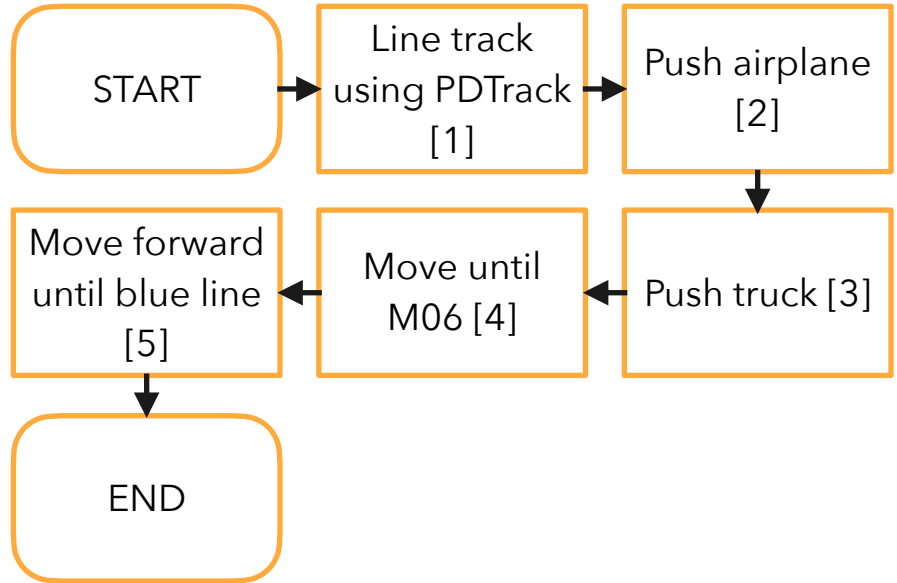 START
Line track
using PDTrack
[1]
Push airplane
[2]
Push truck [3]
Move until
M06 [4]
Move forward
until blue line
[5]
END